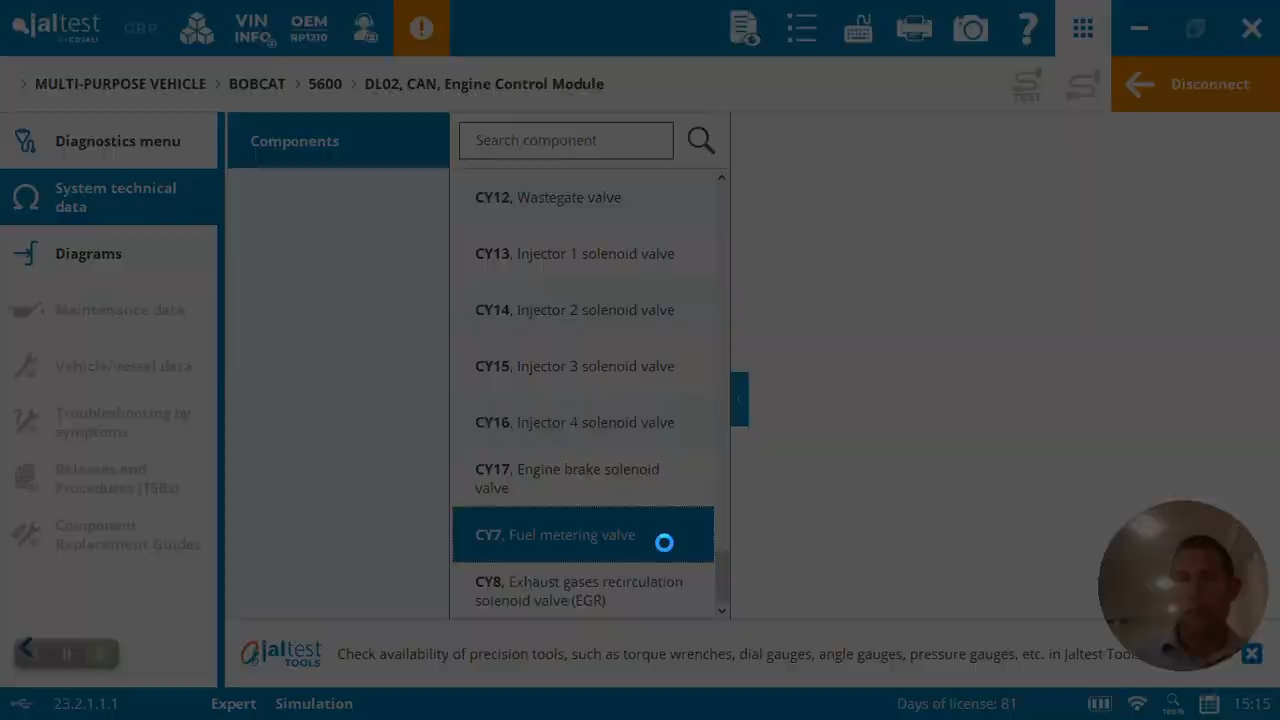 jaltest
BY COJALI
OBP
VIN
INFO
OEM
RP1210
MULTI-PURPOSE VEHICLE
BOBCAT
5600
DL02, CAN, Engine Control Module
TEST
Disconnect
Diagnostics menu
System technical
data
Diagrams
Maintenance data
Vehicle/vessel data
Troubleshooting by
symptoms
Releases and
Procedures (TSBs)
Component
Replacement Guides
Components
Search component
CY12, Wastegate valve
CY13, Injector 1 solenoid valve
CY14, Injector 2 solenoid valve
CY15, Injector 3 solenoid valve
CY16, Injector 4 solenoid valve
CY17, Engine brake solenoid
valve
CY7, Fuel metering valve
CY8, Exhaust gases recirculation
solenoid valve (EGR)
jaltest
TOOLS
Check availability of precision tools, such as torque wrenches, dial gauges, angle gauges, pressure gauges, etc. in Jaltest Tools
23.2.1.1.1
Expert
Simulation
Days of license: 81
100%
15:15